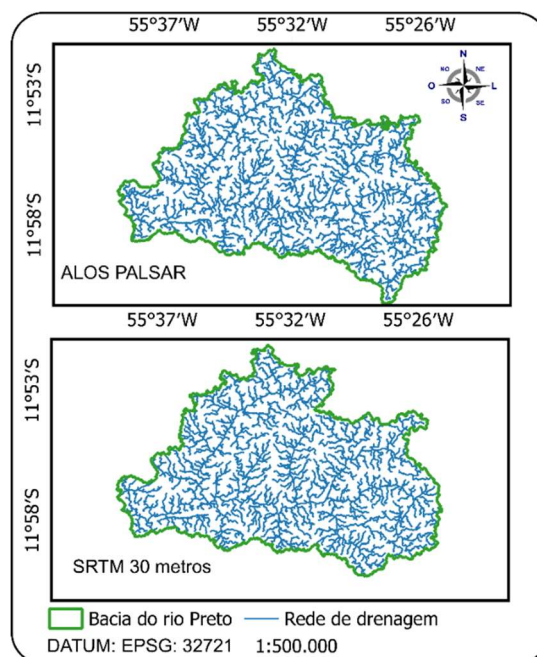 55°37'W 55°32'W 55°26'W
11°53'S
N
NO NE
O L
SO SE
S
11°58'S
ALOS PALSAR
55°37'W 55°32'W 55°26'W
11°53'S
11°58'S
SRTM 30 metros
Bacia do rio Preto Rede de drenagem
DATUM: EPSG: 32721 1:500.000